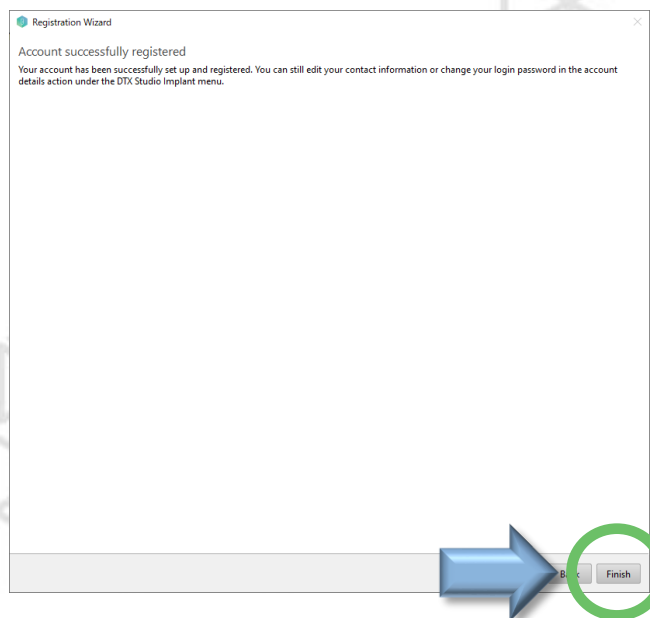 Registration Wizard
Account successfully registered
Your account has been successfully set up and registered. You can still edit your contact information or change your login password in the account
details action under the DTX Studio Implant menu.
Finish